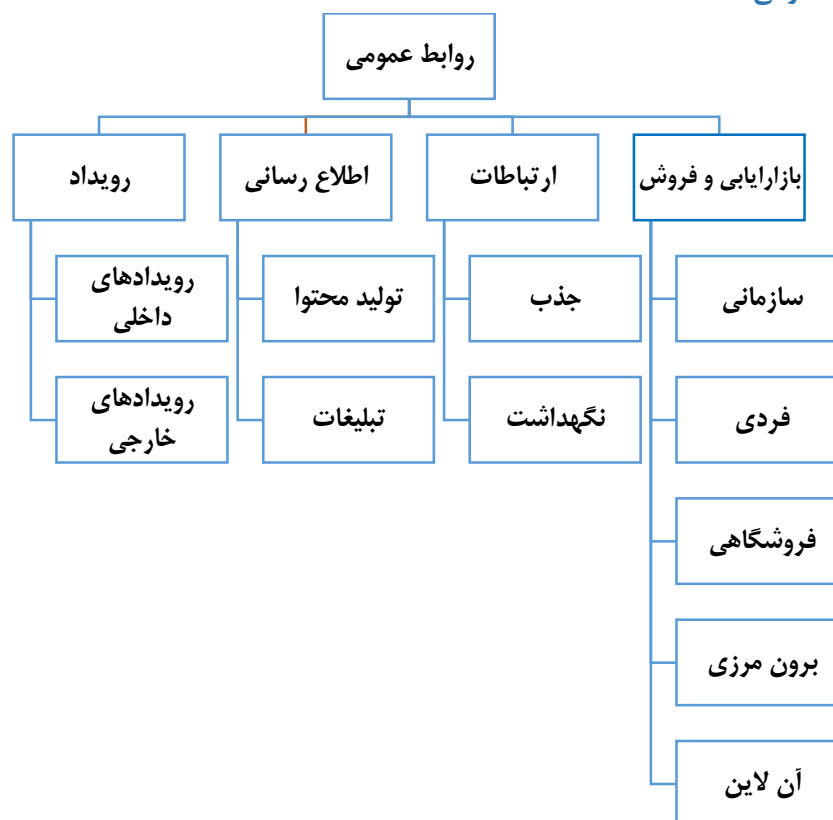 روابط عمومی
بازارایابی و فروش
ارتباطات
اطلاع رسانی
رویداد
سازمانی
جذب
تولید محتوا
رویدادهای
داخلی
فردی
نگهداشت
تبلیغات
رویدادهای
خارجی
فروشگاهی
برون مرزی
آن لاین